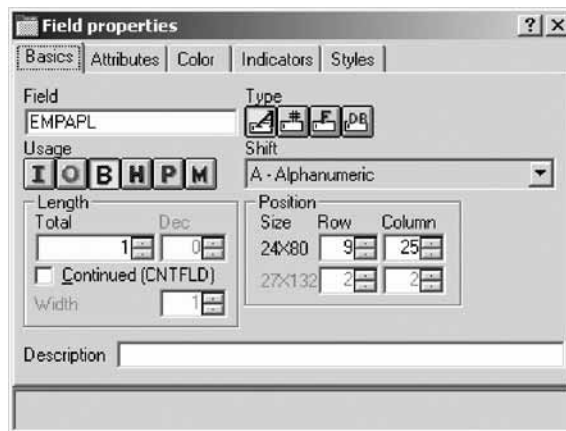 Field properties
? X
Basics Attributes Color Indicators Styles
Field Type
EMPAPL A # F DB
Usage Shift
I O B H P M A - Alphanumeric
Length Position
Total Dec Size Row Column
1 0 24X80 9 25
Continued (CNTFLD) 27X132 2 2
Width 1
Description